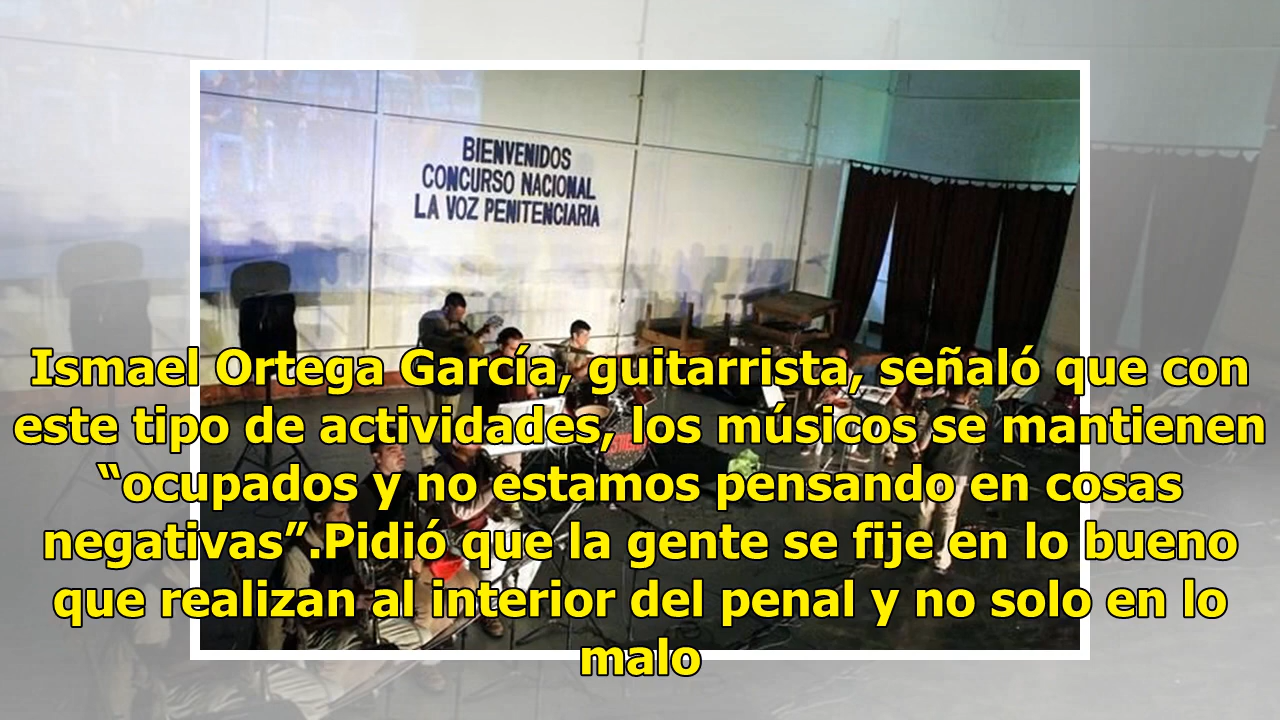 BIENVENIDOS
CONCURSO NACIONAL
LA VOZ PENITENCIARIA
Ismael Ortega García, guitarrista, señaló que con
este tipo de actividades, los músicos se mantienen
“ocupados y no estamos pensando en cosas
negativas”.Pidió que la gente se fije en lo bueno
que realizan al interior del penal y no solo en lo
malo